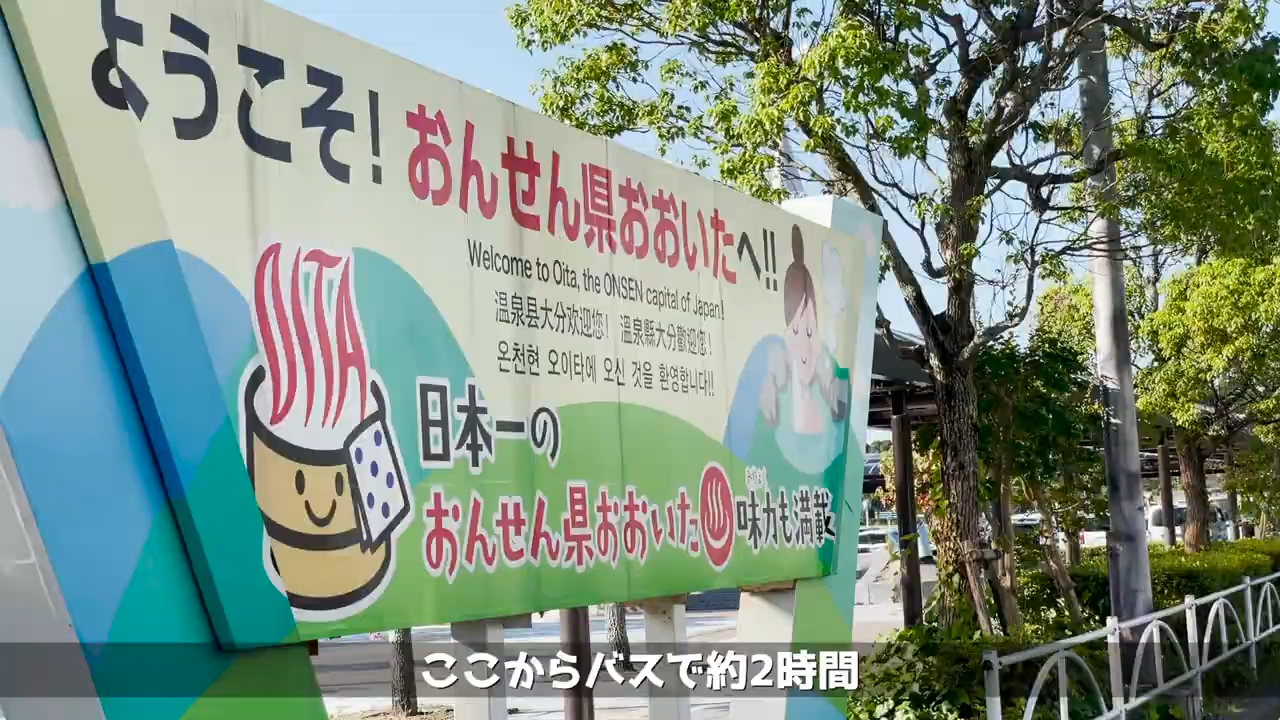 ようこそ! おんせん県おおいたへ!!
Welcome to Oita, the ONSEN capital of Japan!
温泉县大分欢迎您! 溫泉縣大分歡迎您!
온천현 오이타에 오신 것을 환영합니다!!
OITA
日本一の
おんせん県おおいた♨味力も満載
ここからバスで約2時間